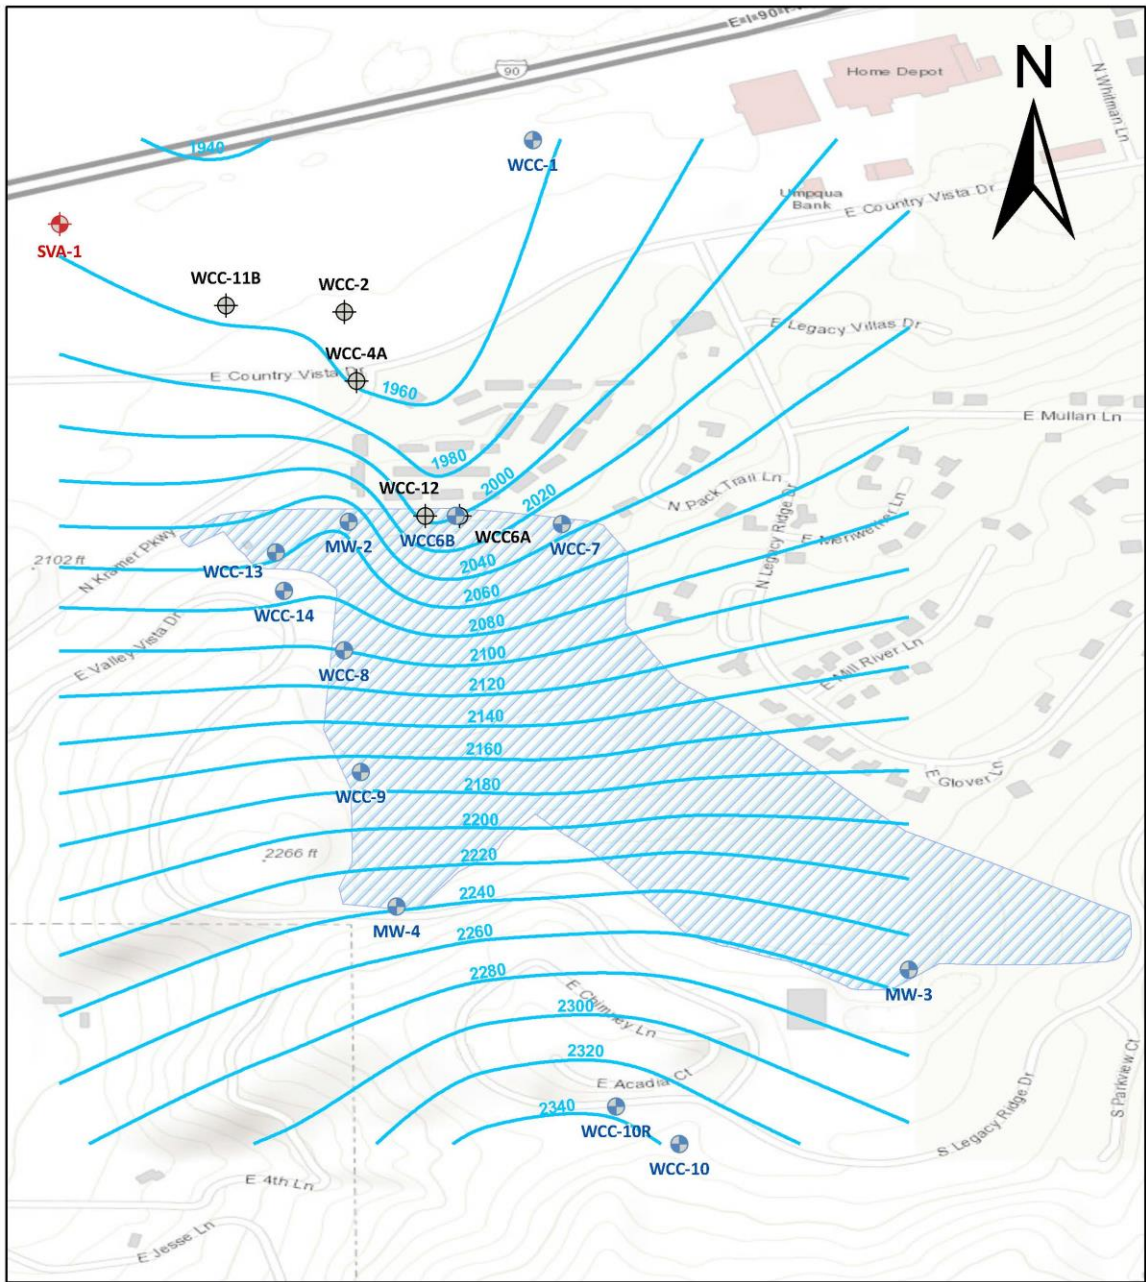 E I-90 H
90
Home Depot
N
N Whitman Ln
1940
WCC-1
Umpqua
Bank
E Country Vista Dr
SVA-1
WCC-11B
WCC-2
E Legacy Villas Dr
WCC-4A
E Country Vista Dr
1960
E Mullan Ln
1980
2000
N Pack Trail Ln
2020
WCC-12
WCC6B
WCC6A
MW-2
WCC-7
N Legacy Ridge Dr
E Meriwether Ln
N Kramer Pkwy
2102 ft
WCC-13
2040
2060
WCC-14
2080
E Valley Vista Dr
WCC-8
2100
2120
E Mill River Ln
2140
2160
WCC-9
2180
E Glover Ln
2200
2266 ft
2220
2240
MW-4
2260
2280
MW-3
E Chimney Ln
2300
2320
E Acadia Ct
2340
WCC-10R
WCC-10
S Legacy Ridge Dr
S Parkview Ct
E 4th Ln
E Jesse Ln